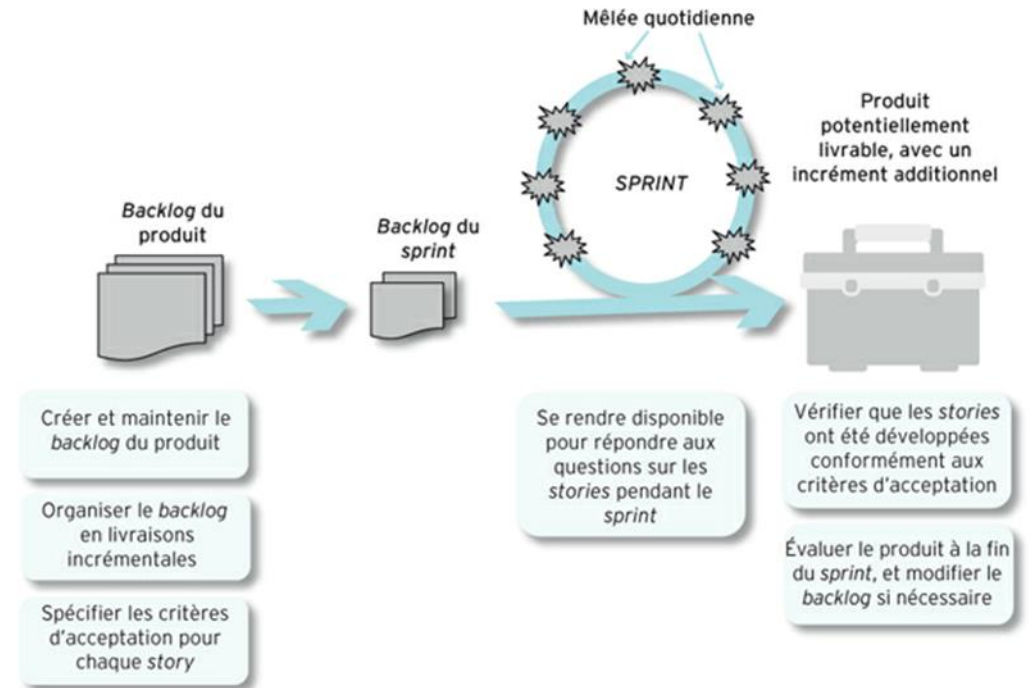 Mêlée quotidienne
Produit
potentiellement
livrable, avec un
incrément additionnel
SPRINT
Backlog du
produit
Backlog du
sprint
Créer et maintenir le
backlog du produit
Organiser le backlog
en livraisons
incrémentales
Spécifier les critères
d'acceptation pour
chaque story
Se rendre disponible
pour répondre aux
questions sur les
stories pendant le
sprint
Vérifier que les stories
ont été développées
conformément aux
critères d'acceptation
Évaluer le produit à la fin
du sprint, et modifier le
backlog si nécessaire